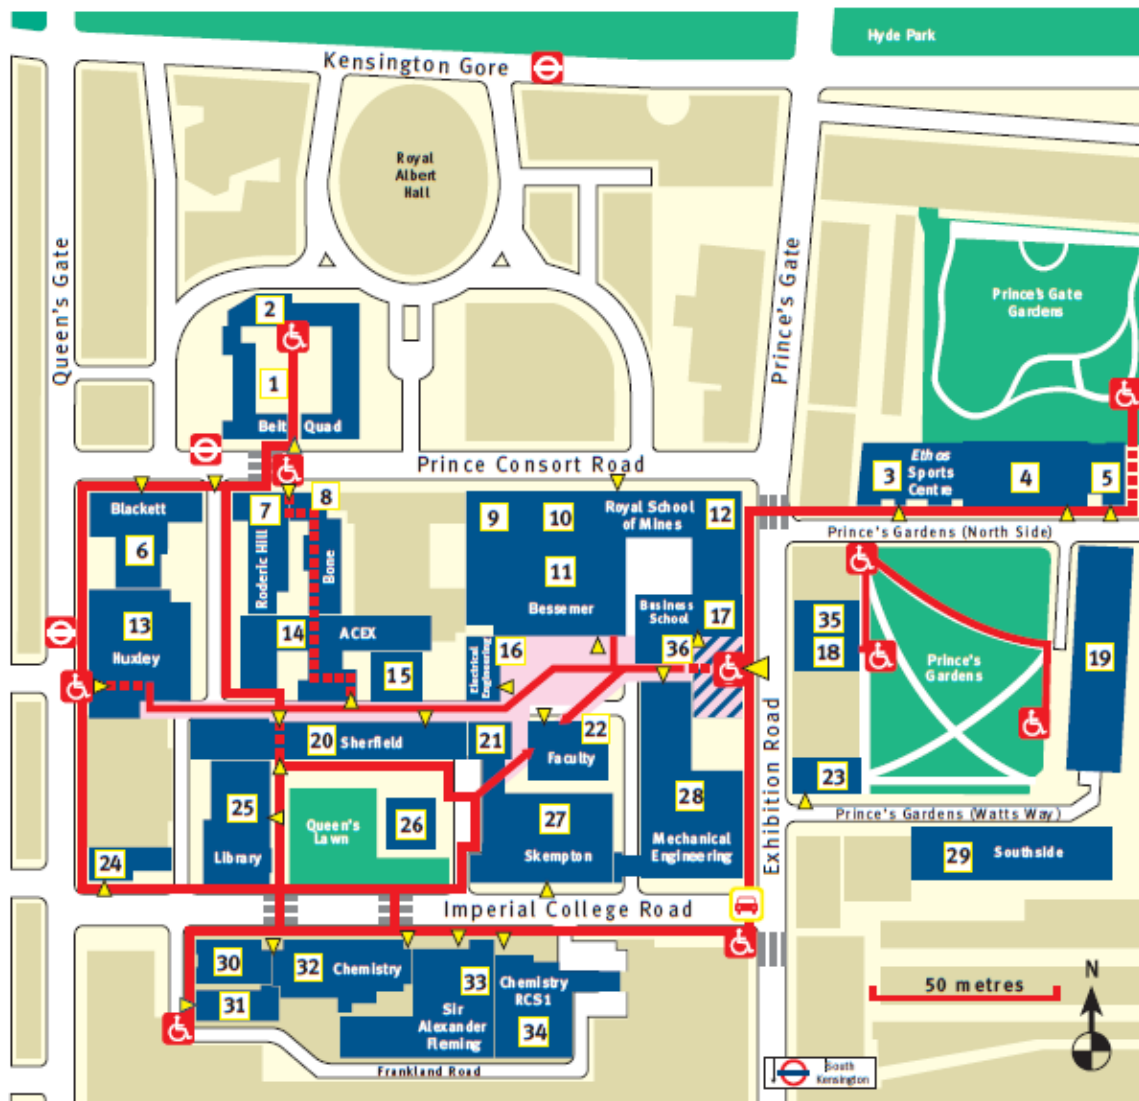 Hyde Park
Kensington Gore
Royal
Albert
Hall
Queen's Gate
Prince's Gate
Prince's Gate
Gardens
2
1
Beit Quad
Prince Consort Road
3
Ethos
Sports
Centre
4
5
Prince's Gardens (North Side)
Blackett
6
7
8
Roderic Hill
Bone
9
10
Royal School
of Mines
12
11
Bessemer
Business
School
17
13
Huxley
14
ACEX
15
Electrical
Engineering
16
36
35
18
Prince's
Gardens
19
20
Sherfield
21
22
Faculty
Exhibition Road
23
Prince's Gardens (Watts Way)
25
Library
Queen's
Lawn
26
27
Skempton
28
Mechanical
Engineering
24
29
Southside
Imperial College Road
30
31
32
Chemistry
33
Sir
Alexander
Fleming
Chemistry
RCS1
34
Frankland Road
50 metres
N
South
Kensington